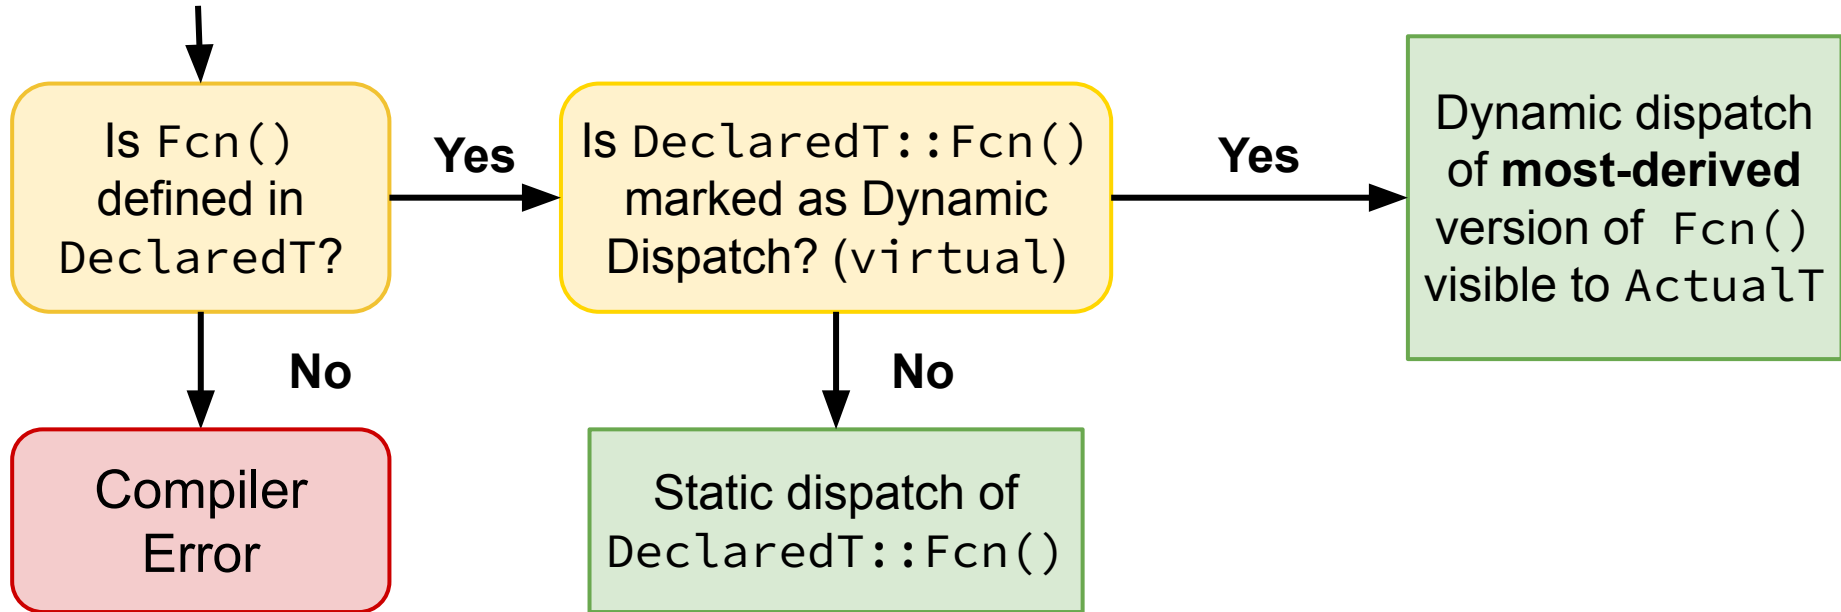 Is Fcn()
defined in
DeclaredT?
Yes
Is DeclaredT::Fcn()
marked as Dynamic
Dispatch? (virtual)
Yes
Dynamic dispatch
of most-derived
version of Fcn()
visible to ActualT
No
No
Compiler
Error
Static dispatch of
DeclaredT::Fcn()